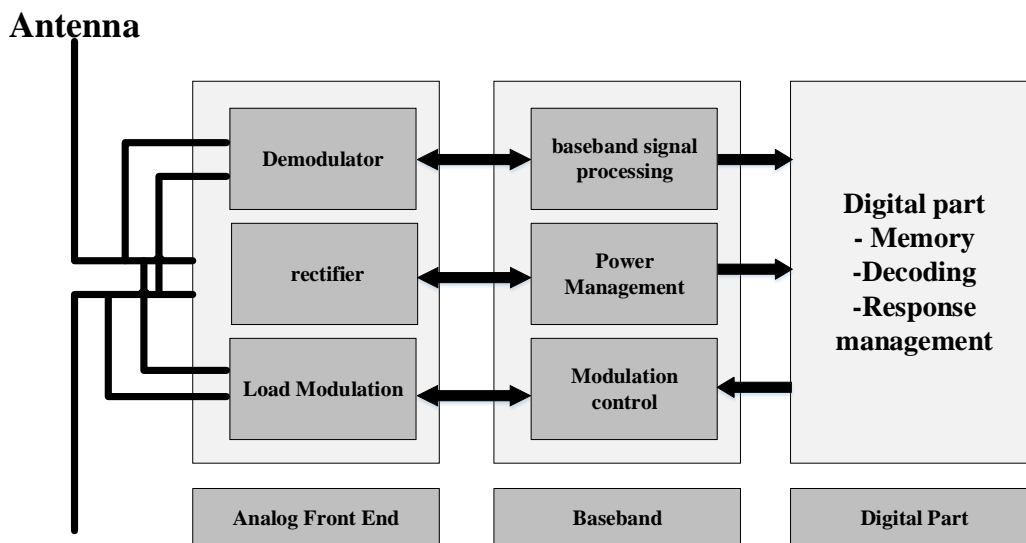 Antenna
Demodulator
baseband signal
processing
Digital part
- Memory
-Decoding
-Response
management
rectifier
Power
Management
Load Modulation
Modulation
control
Analog Front End
Baseband
Digital Part